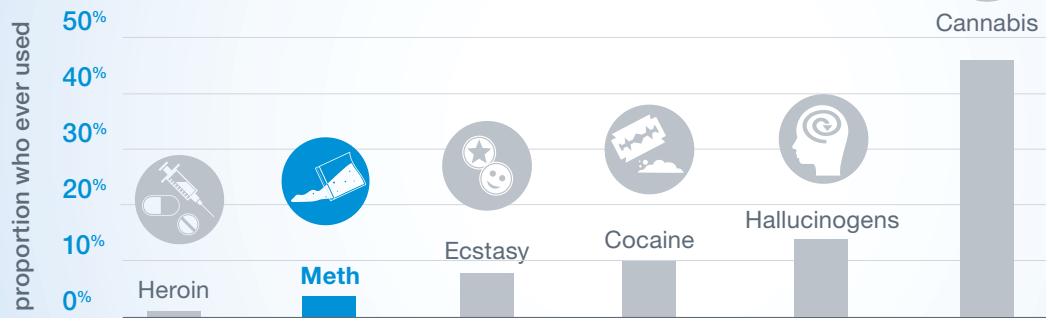 proportion who ever used
50%
40%
30%
20%
10%
0%
Heroin
Meth
Ecstasy
Cocaine
Hallucinogens
Cannabis